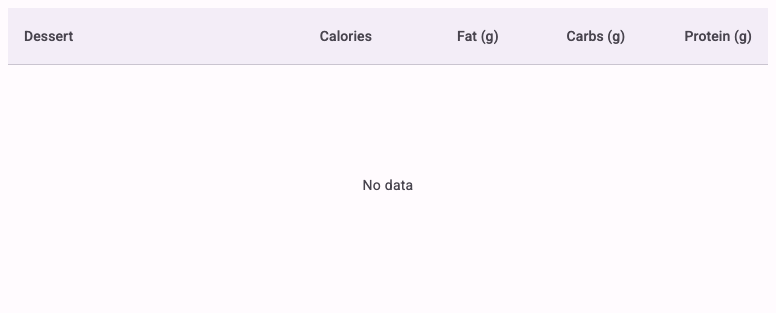 Dessert Calories Fat (g) Carbs (g) Protein (g)
No data